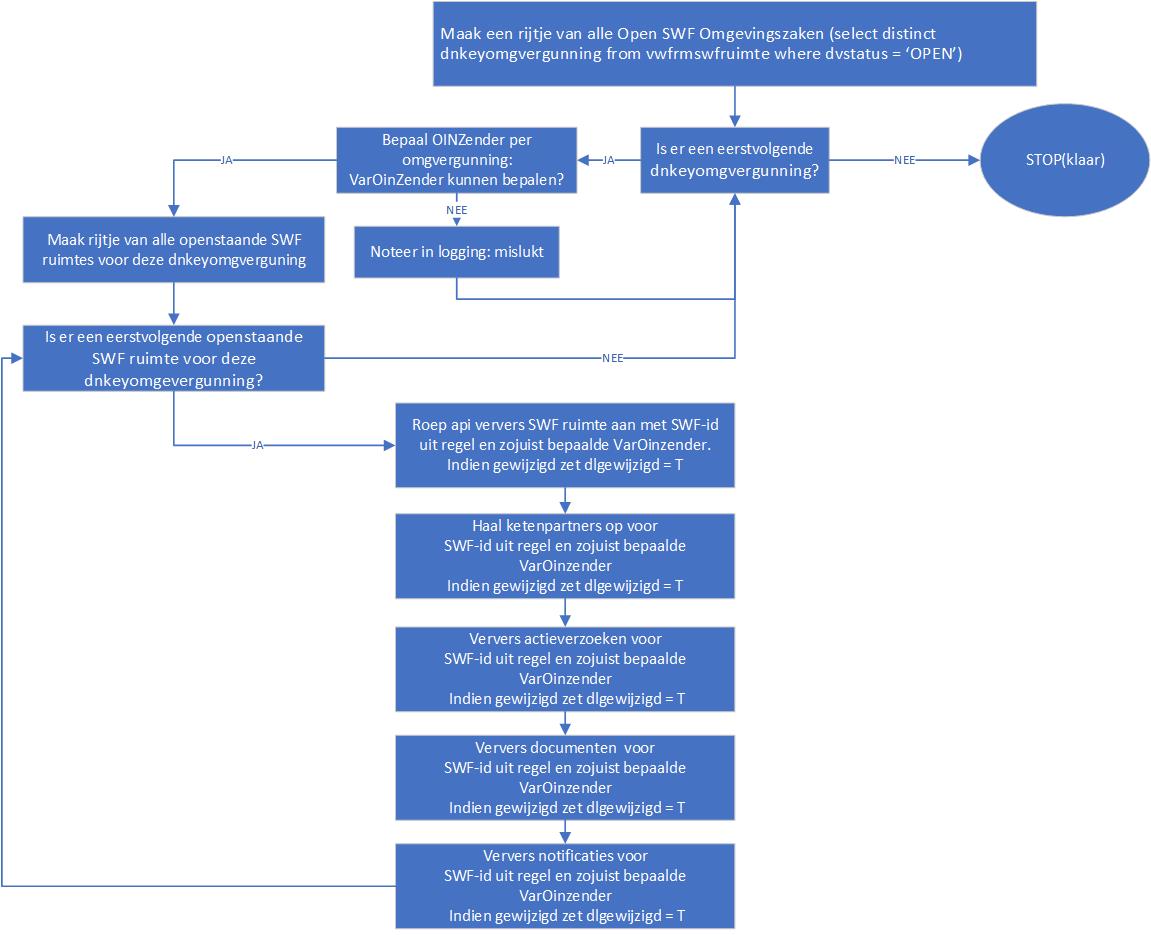 Maak een rijtje van alle Open SWF Omgevingszaken (select distinct
dnkeyomgvergunning from vwfrmswfruimte where dvstatus = ‘OPEN’)
Is er een eerstvolgende
dnkeyomgvergunning?
NEE
STOP(klaar)
JA
Bepaal OINZender per
omgvergunning:
VarOinZender kunnen bepalen?
NEE
Noteer in logging: mislukt
JA
Maak rijtje van alle openstaande SWF
ruimtes voor deze dnkeyomgverguning
Is er een eerstvolgende openstaande
SWF ruimte voor deze
dnkeyomgevergunning?
NEE
JA
Roep api ververs SWF ruimte aan met SWF-id
uit regel en zojuist bepaalde VarOinzender.
Indien gewijzigd zet dlgewijzigd = T
Haal ketenpartners op voor
SWF-id uit regel en zojuist bepaalde
VarOinzender
Indien gewijzigd zet dlgewijzigd = T
Ververs actieverzoeken voor
SWF-id uit regel en zojuist bepaalde
VarOinzender
Indien gewijzigd zet dlgewijzigd = T
Ververs documenten  voor
SWF-id uit regel en zojuist bepaalde
VarOinzender
Indien gewijzigd zet dlgewijzigd = T
Ververs notificaties voor
SWF-id uit regel en zojuist bepaalde
VarOinzender
Indien gewijzigd zet dlgewijzigd = T